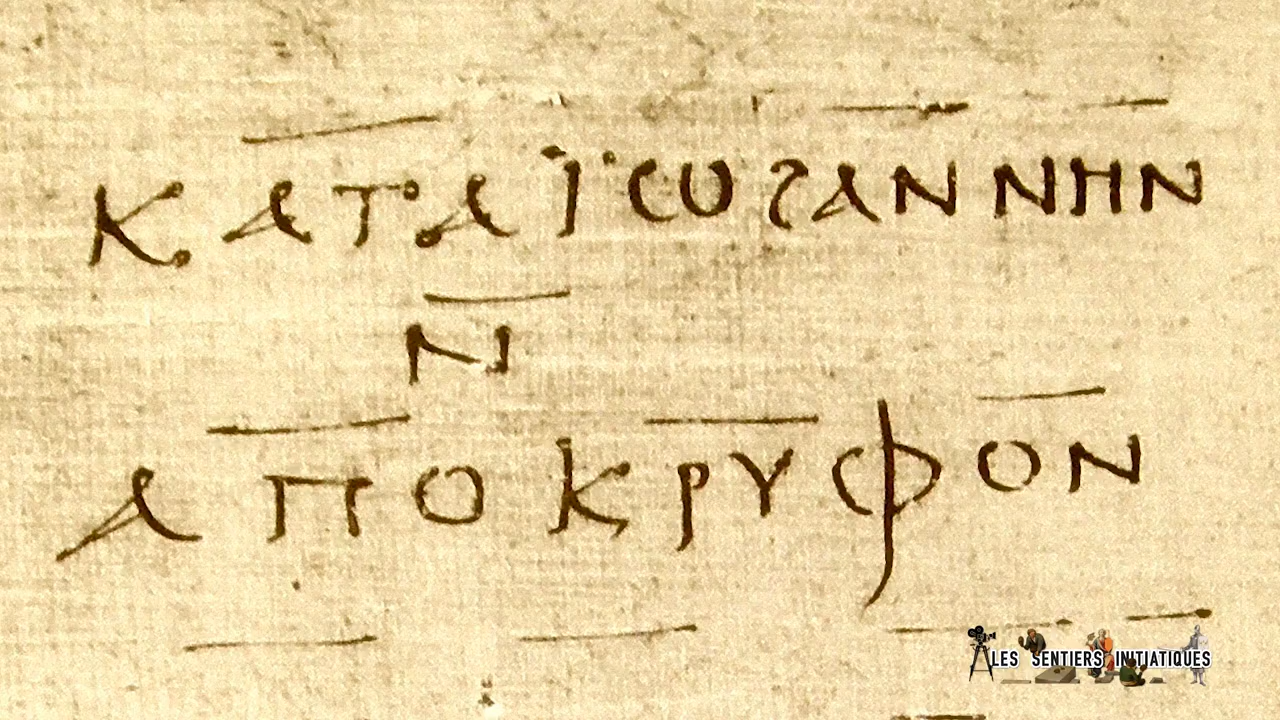 ⲕⲁⲧⲁ ⲓ̈ⲱϩⲁⲛⲛⲏⲛ
ⲛ
ⲁⲡⲟⲕⲣⲩⲫⲟⲛ
LES SENTIERS INITIATIQUES